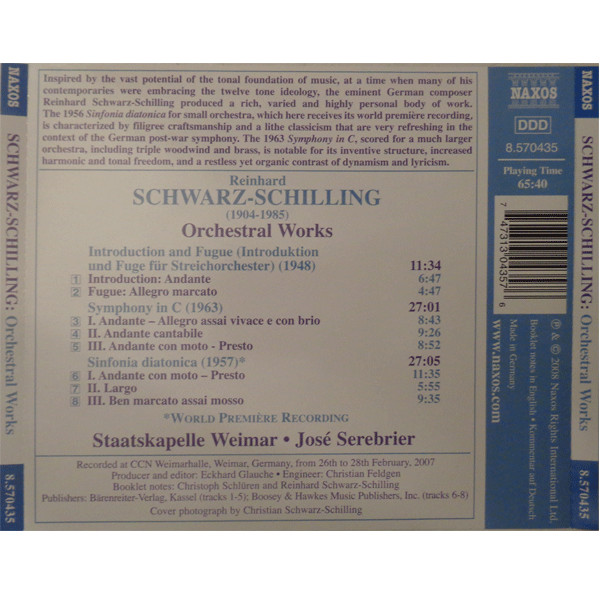 NAXOS
SCHWARZ-SCHILLING: Orchestral Works
8.570435
Inspired by the vast potential of the tonal foundation of music, at a time when many of his
contemporaries were embracing the twelve tone ideology, the eminent German composer
Reinhard Schwarz-Schilling produced a rich, varied and highly personal body of work.
The 1956 Sinfonia diatonica for small orchestra, which here receives its world première recording,
is characterized by filigree craftsmanship and a lithe classicism that are very refreshing in the
context of the German post-war symphony. The 1963 Symphony in C, scored for a much larger
orchestra, including triple woodwind and brass, is notable for its inventive structure, increased
harmonic and tonal freedom, and a restless yet organic contrast of dynamism and lyricism.
Reinhard
SCHWARZ-SCHILLING
(1904-1985)
Orchestral Works
Introduction and Fugue (Introduktion
und Fuge für Streichorchester) (1948) 11:34
1 Introduction: Andante 6:47
2 Fugue: Allegro marcato 4:47
Symphony in C (1963) 27:01
3 I. Andante – Allegro assai vivace e con brio 8:43
4 II. Andante cantabile 9:26
5 III. Andante con moto - Presto 8:52
Sinfonia diatonica (1957)* 27:05
6 I. Andante con moto – Presto 11:35
7 II. Largo 5:55
8 III. Ben marcato assai mosso 9:35
*WORLD PREMIÈRE RECORDING
Staatskapelle Weimar • José Serebrier
Recorded at CCN Weimarhalle, Weimar, Germany, from 26th to 28th February, 2007
Producer and editor: Eckhard Glauche • Engineer: Christian Feldgen
Booklet notes: Christoph Schlüren and Reinhard Schwarz-Schilling
Publishers: Bärenreiter-Verlag, Kassel (tracks 1-5); Boosey & Hawkes Music Publishers, Inc. (tracks 6-8)
Cover photograph by Christian Schwarz-Schilling
NAXOS
DDD
8.570435
Playing Time
65:40
7 47313 04357 6
www.naxos.com
Made in Germany
Booklet notes in English • Kommentar auf Deutsch
℗ & © 2008 Naxos Rights International Ltd.
NAXOS
SCHWARZ-SCHILLING: Orchestral Works
8.570435